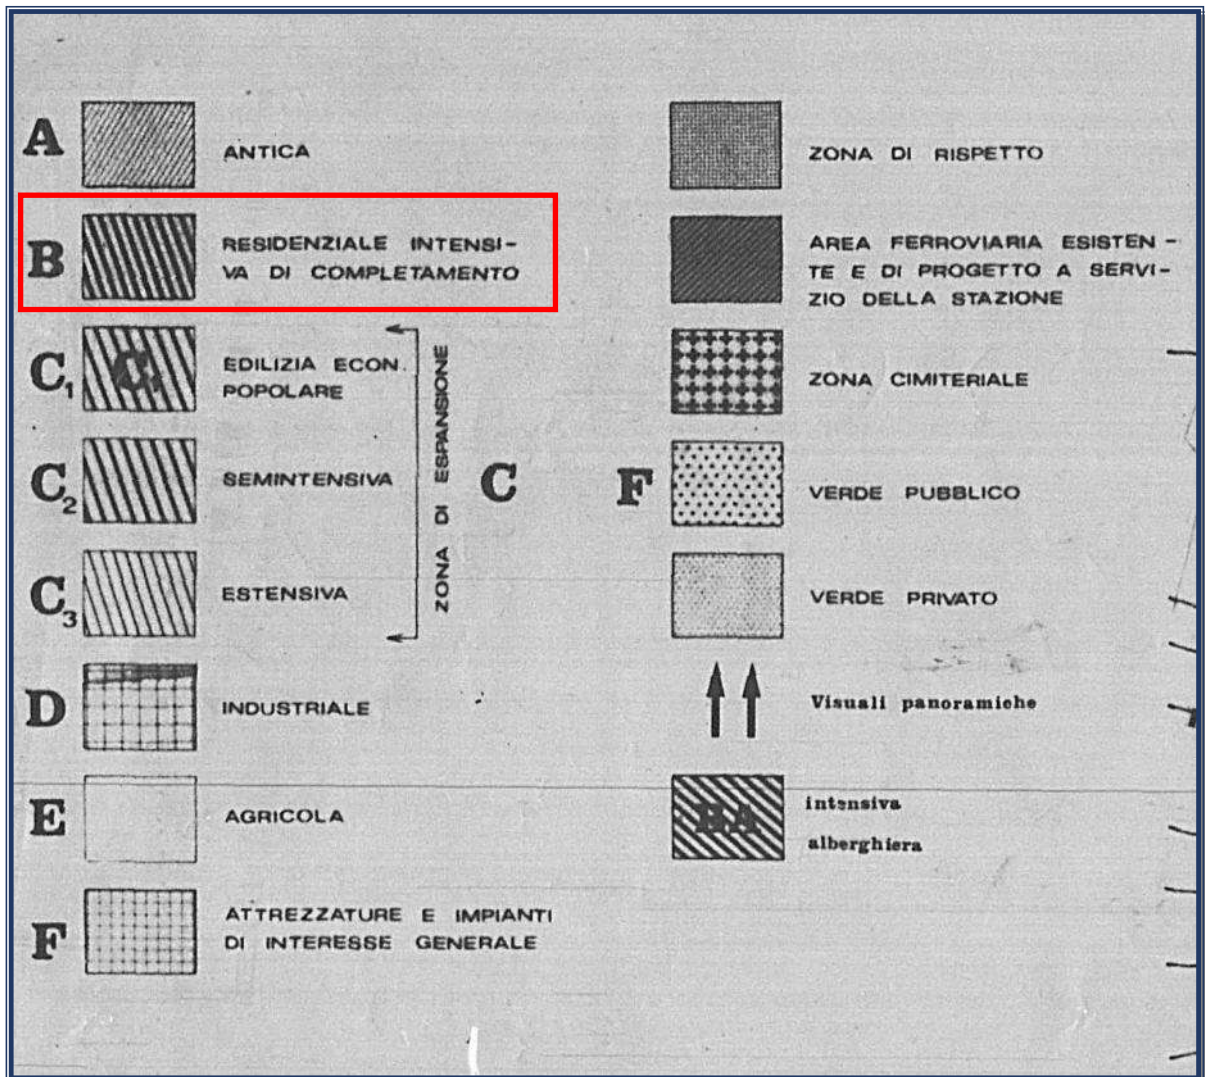 A
ANTICA
B
RESIDENZIALE INTENSI-
VA DI COMPLETAMENTO
C1
C1
EDILIZIA ECON.
POPOLARE
C2
SEMINTENSIVA
C3
ESTENSIVA
ZONA DI ESPANSIONE
C
D
INDUSTRIALE
E
AGRICOLA
F
ATTREZZATURE E IMPIANTI
DI INTERESSE GENERALE
ZONA DI RISPETTO
AREA FERROVIARIA ESISTEN-
TE E DI PROGETTO A SERVI-
ZIO DELLA STAZIONE
ZONA CIMITERIALE
F
VERDE PUBBLICO
VERDE PRIVATO
Visuali panoramiche
BA
intensiva
alberghiera